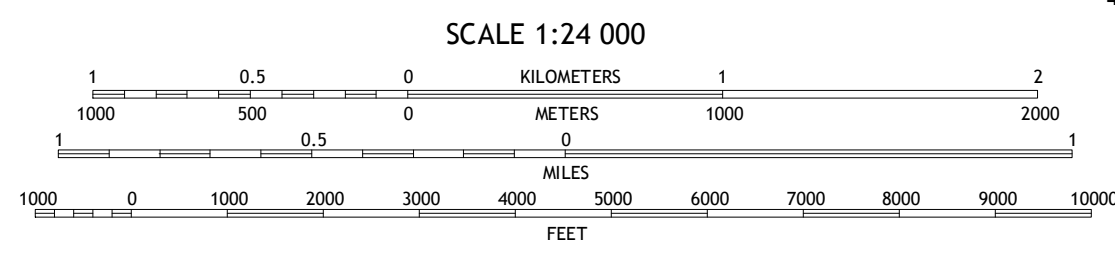 SCALE 1:24 000
1 0.5 0 KILOMETERS 1 2
1000 500 0 METERS 1000 2000
1 0.5 0 1
MILES
1000 0 1000 2000 3000 4000 5000 6000 7000 8000 9000 10000
FEET